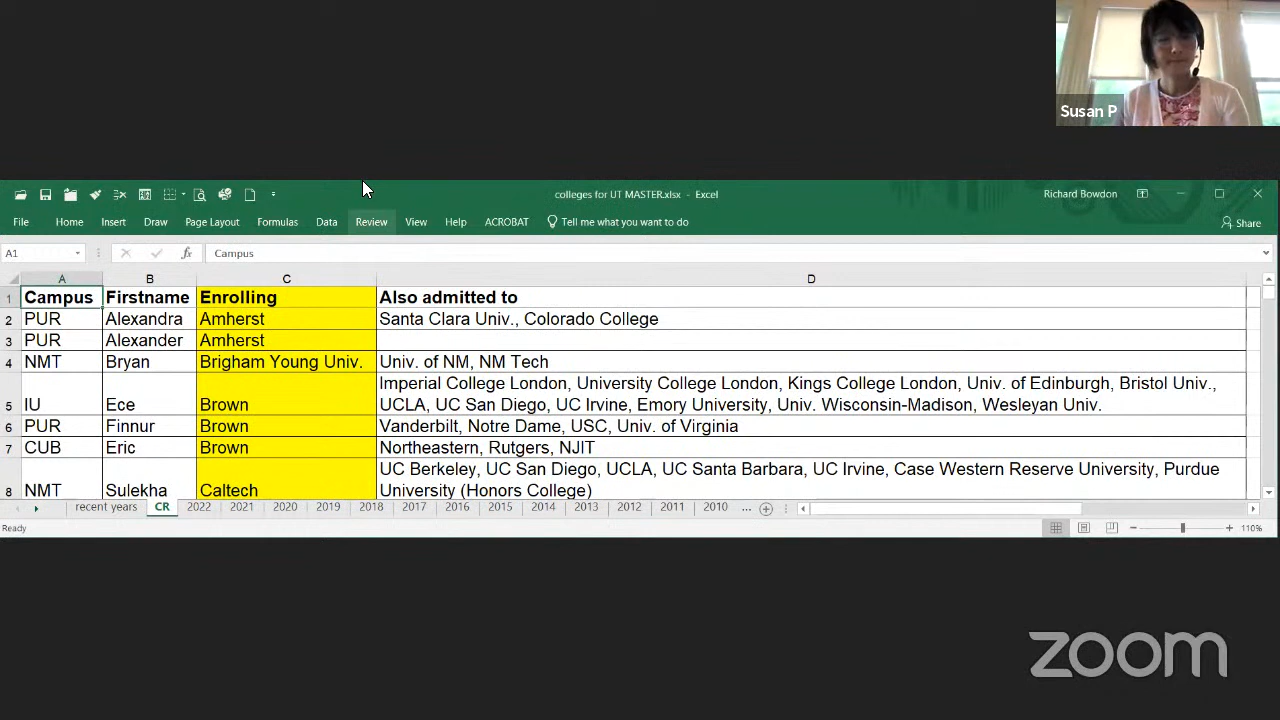 Susan P
colleges for UT MASTER.xlsx - Excel
Richard Bowdon
File Home Insert Draw Page Layout Formulas Data Review View Help ACROBAT Tell me what you want to do Share
A1 fx Campus
A B C D
1 Campus Firstname Enrolling Also admitted to
2 PUR Alexandra Amherst Santa Clara Univ., Colorado College
3 PUR Alexander Amherst
4 NMT Bryan Brigham Young Univ. Univ. of NM, NM Tech
Imperial College London, University College London, Kings College London, Univ. of Edinburgh, Bristol Univ.,
5 IU Ece Brown UCLA, UC San Diego, UC Irvine, Emory University, Univ. Wisconsin-Madison, Wesleyan Univ.
6 PUR Finnur Brown Vanderbilt, Notre Dame, USC, Univ. of Virginia
7 CUB Eric Brown Northeastern, Rutgers, NJIT
UC Berkeley, UC San Diego, UCLA, UC Santa Barbara, UC Irvine, Case Western Reserve University, Purdue
8 NMT Sulekha Caltech University (Honors College)
recent years CR 2022 2021 2020 2019 2018 2017 2016 2015 2014 2013 2012 2011 2010 ...
Ready 110%
zoom